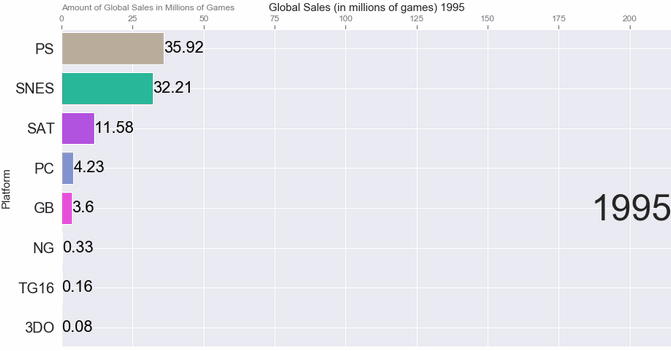 Global Sales (in millions of games) 1995
Amount of Global Sales in Millions of Games
0 25 50 75 100 125 150 175 200
PS 35.92
SNES 32.21
SAT 11.58
PC 4.23
GB 3.6
NG 0.33
TG16 0.16
3DO 0.08
Platform
1995